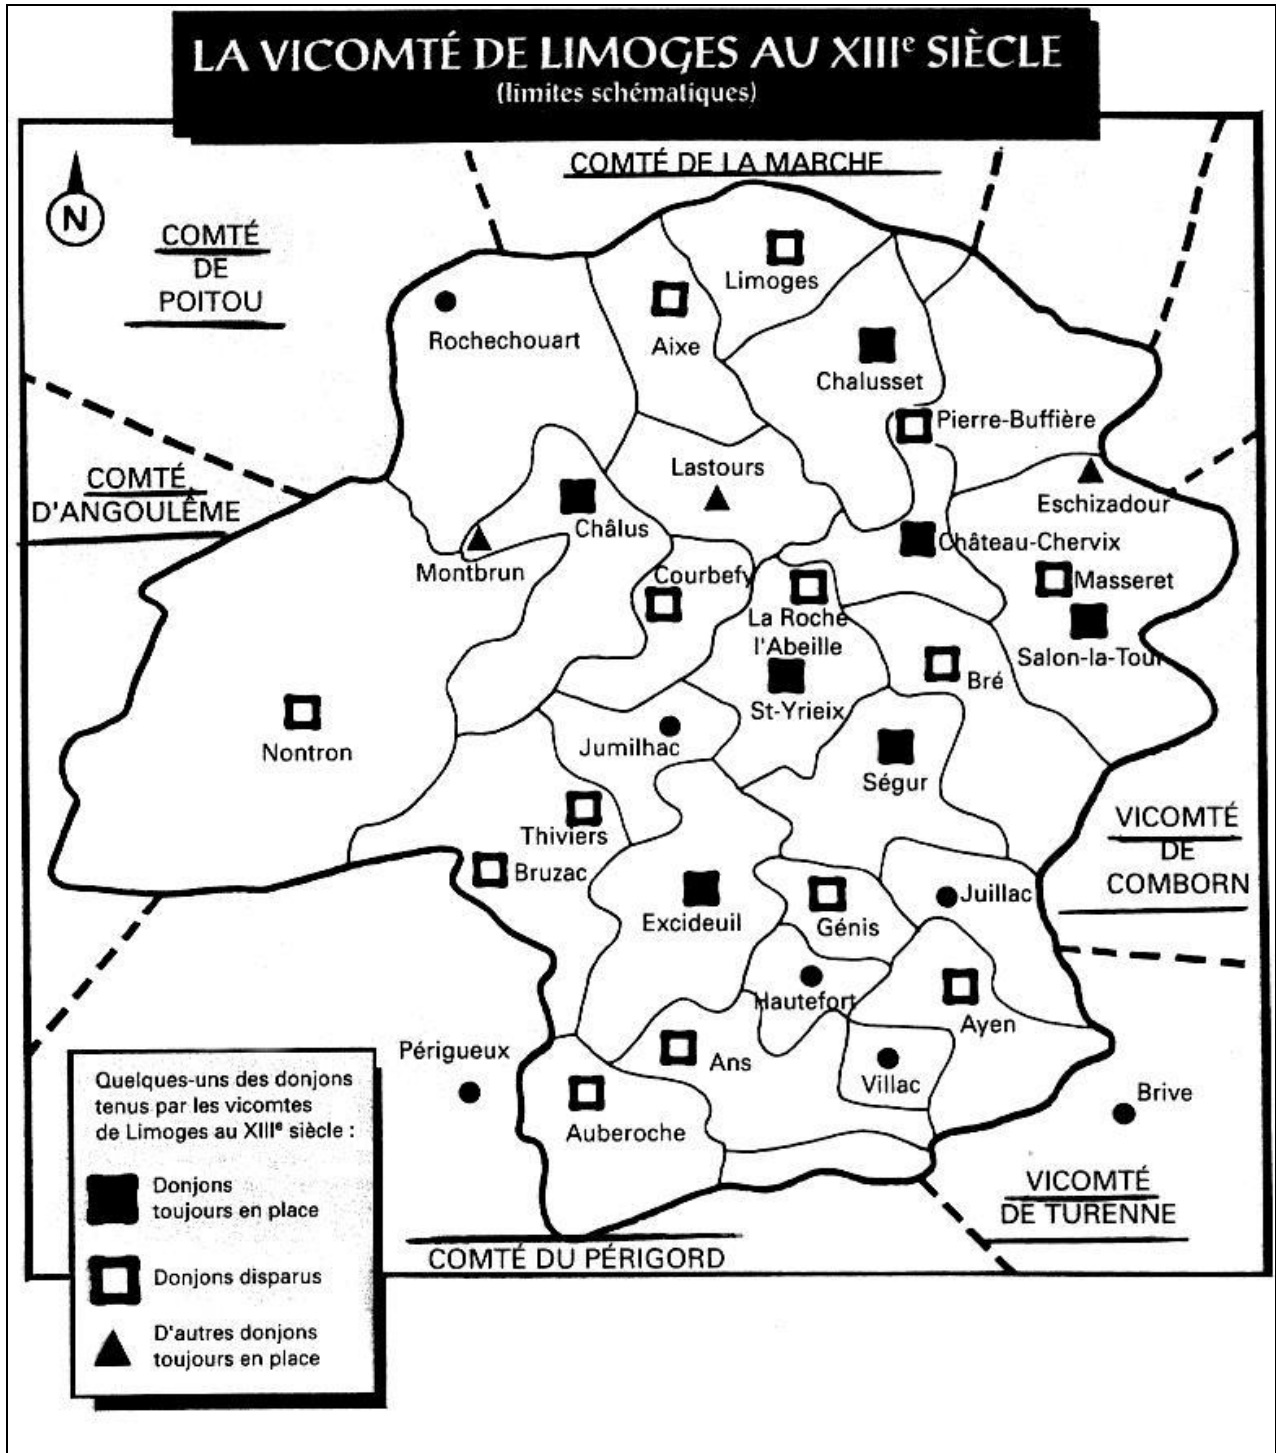 LA VICOMTÉ DE LIMOGES AU XIIIe SIÈCLE
(limites schématiques)
COMTÉ DE LA MARCHE
N
COMTÉ
DE
POITOU
Limoges
Rochechouart
Aixe
Chalusset
Pierre-Buffière
COMTÉ
D'ANGOULÊME
Lastours
Eschizadour
Châlus
Château-Chervix
Montbrun
Courbefy
Masseret
La Roche
l'Abeille
Salon-la-Tour
Bré
St-Yrieix
Nontron
Jumilhac
Ségur
Thiviers
VICOMTÉ
DE
COMBORN
Bruzac
Juillac
Excideuil
Génis
Hautefort
Ayen
Périgueux
Ans
Villac
Brive
Auberoche
VICOMTÉ
DE TURENNE
COMTÉ DU PÉRIGORD
Quelques-uns des donjons
tenus par les vicomtes
de Limoges au XIIIe siècle :
Donjons
toujours en place
Donjons disparus
D'autres donjons
toujours en place